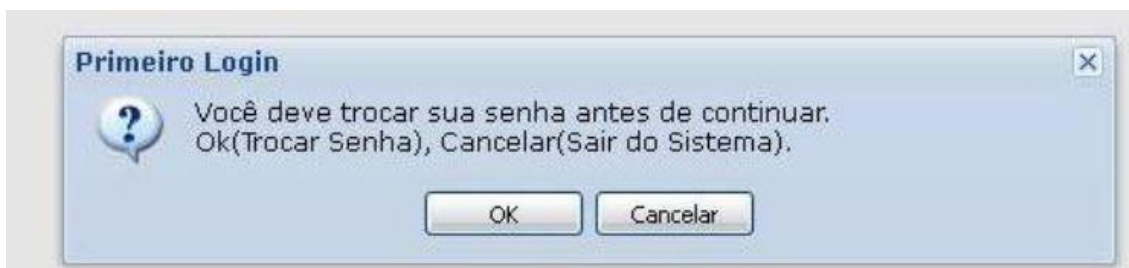 Primeiro Login
Você deve trocar sua senha antes de continuar.
Ok(Trocar Senha), Cancelar(Sair do Sistema).
OK
Cancelar